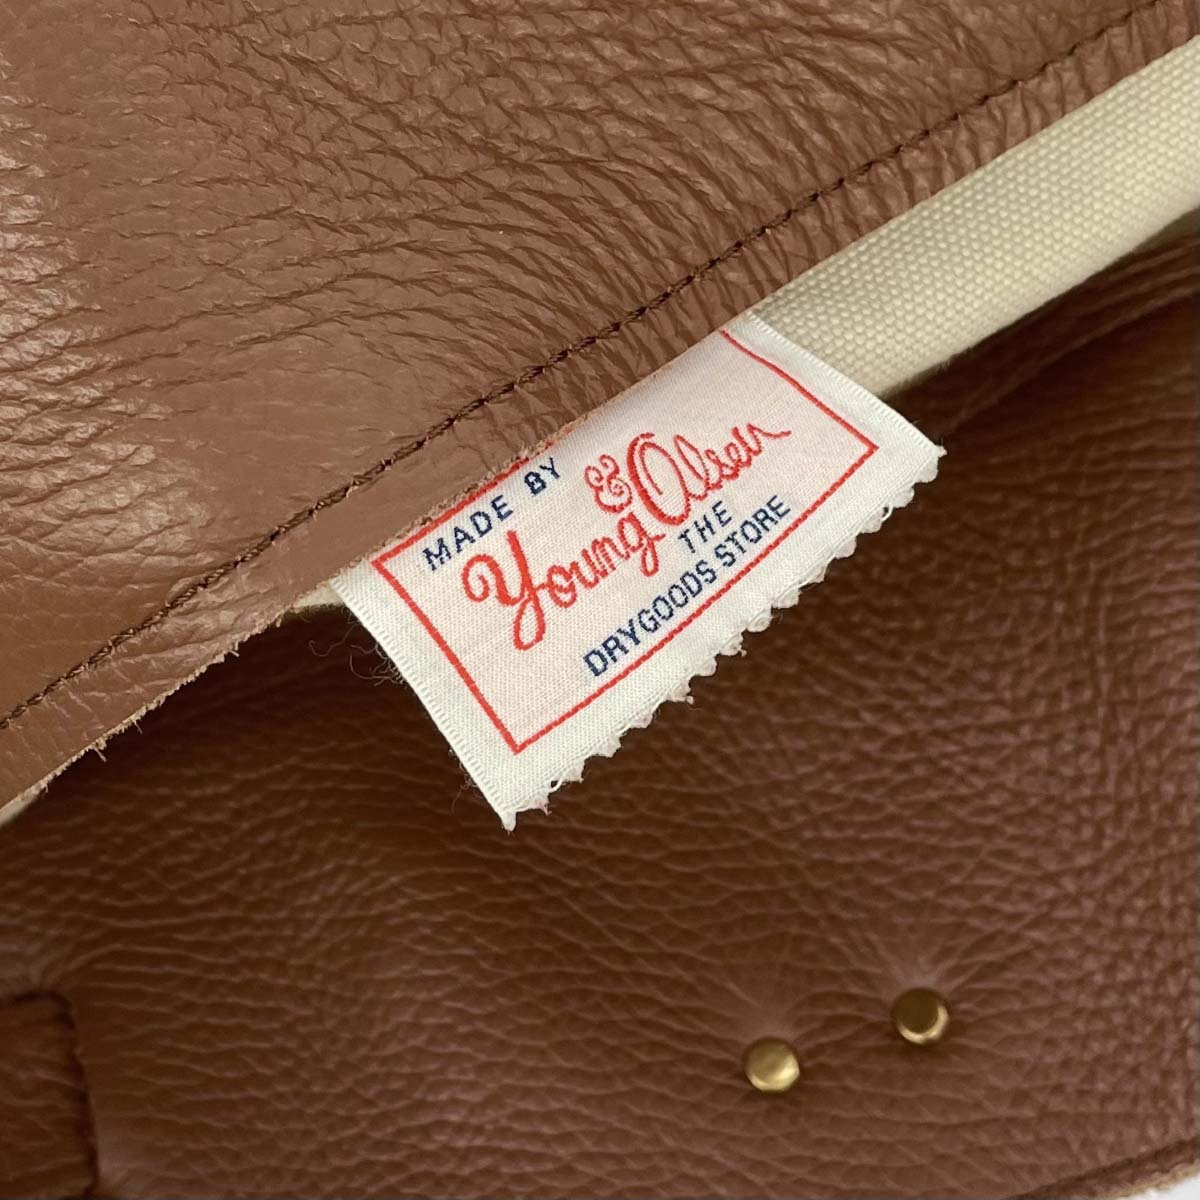 MADE BY
Young & Olsen
THE
DRYGOODS STORE